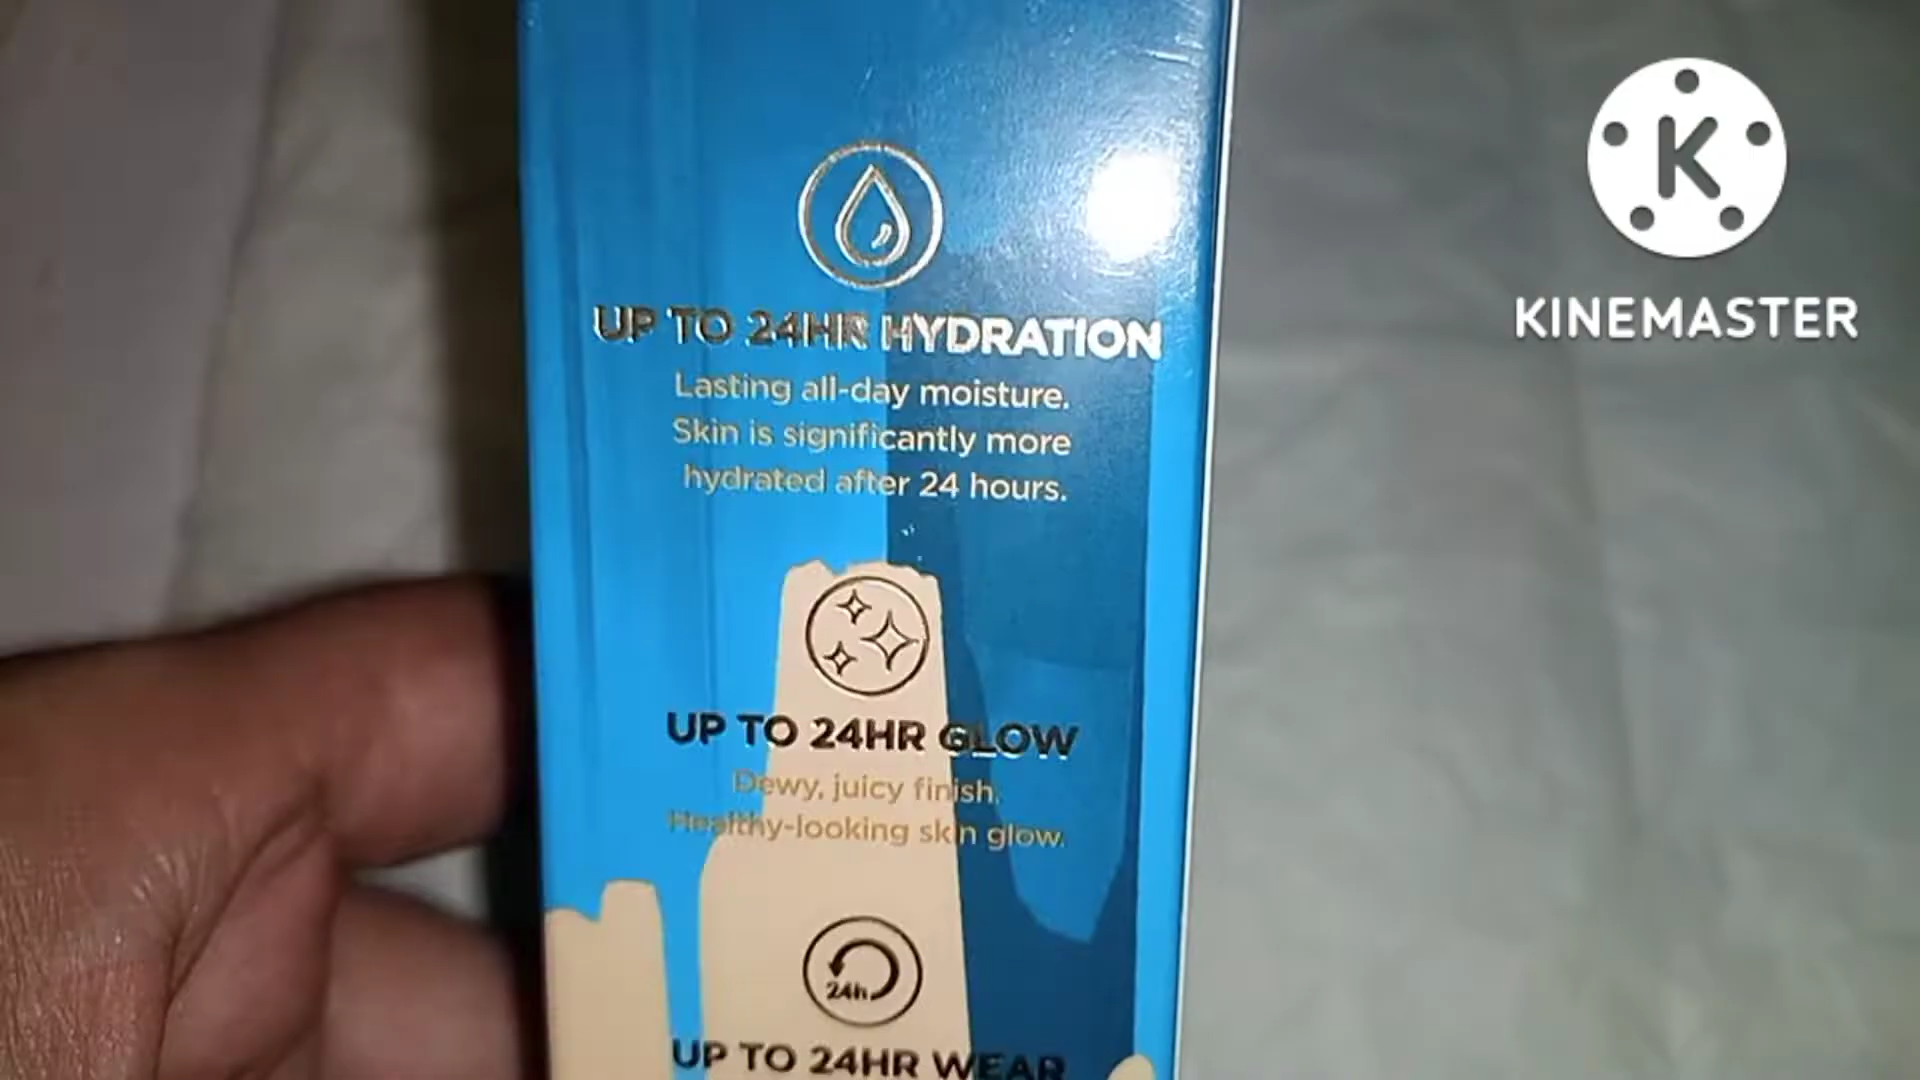 K
KINEMASTER
UP TO 24HR HYDRATION
Lasting all-day moisture.
Skin is significantly more
hydrated after 24 hours.
UP TO 24HR GLOW
Dewy, juicy finish.
Healthy-looking skin glow.
24h
UP TO 24HR WEAR